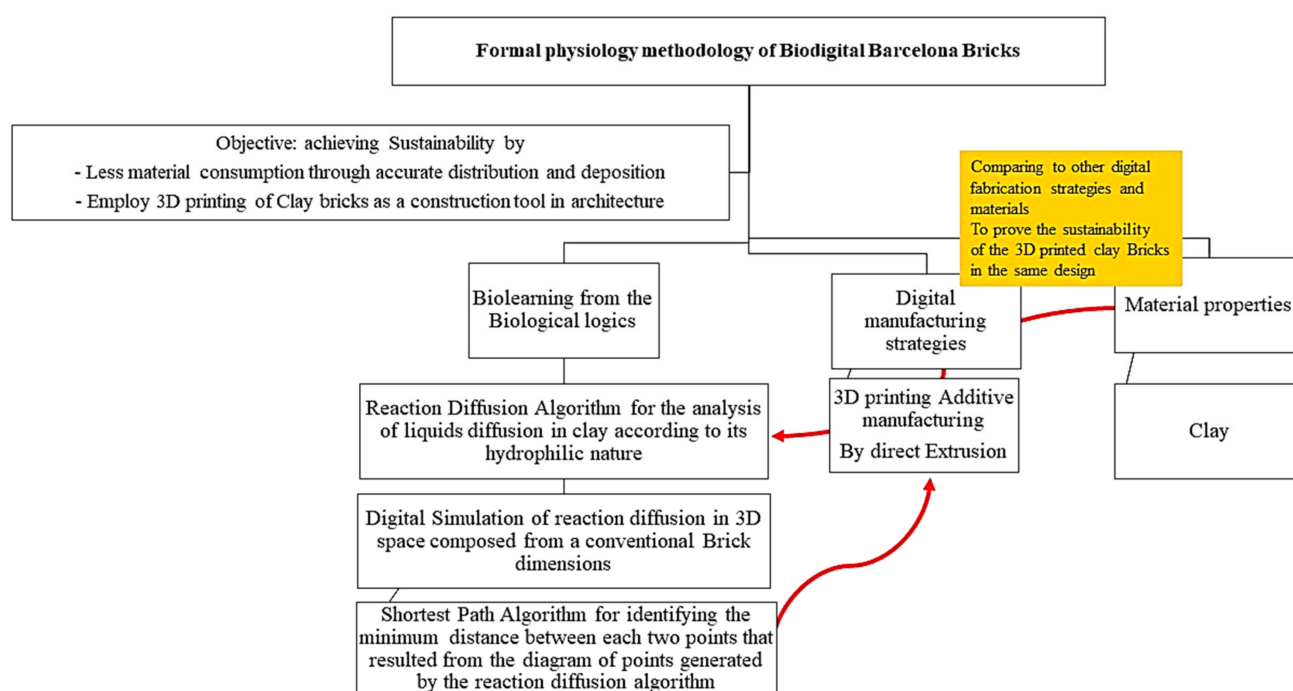 Formal physiology methodology of Biodigital Barcelona Bricks
Objective: achieving Sustainability by
- Less material consumption through accurate distribution and deposition
- Employ 3D printing of Clay bricks as a construction tool in architecture
Comparing to other digital
fabrication strategies and
materials
To prove the sustainability
of the 3D printed clay Bricks
in the same design
Biolearning from the
Biological logics
Digital
manufacturing
strategies
Material properties
Reaction Diffusion Algorithm for the analysis
of liquids diffusion in clay according to its
hydrophilic nature
3D printing Additive
manufacturing
By direct Extrusion
Clay
Digital Simulation of reaction diffusion in 3D
space composed from a conventional Brick
dimensions
Shortest Path Algorithm for identifying the
minimum distance between each two points that
resulted from the diagram of points generated
by the reaction diffusion algorithm